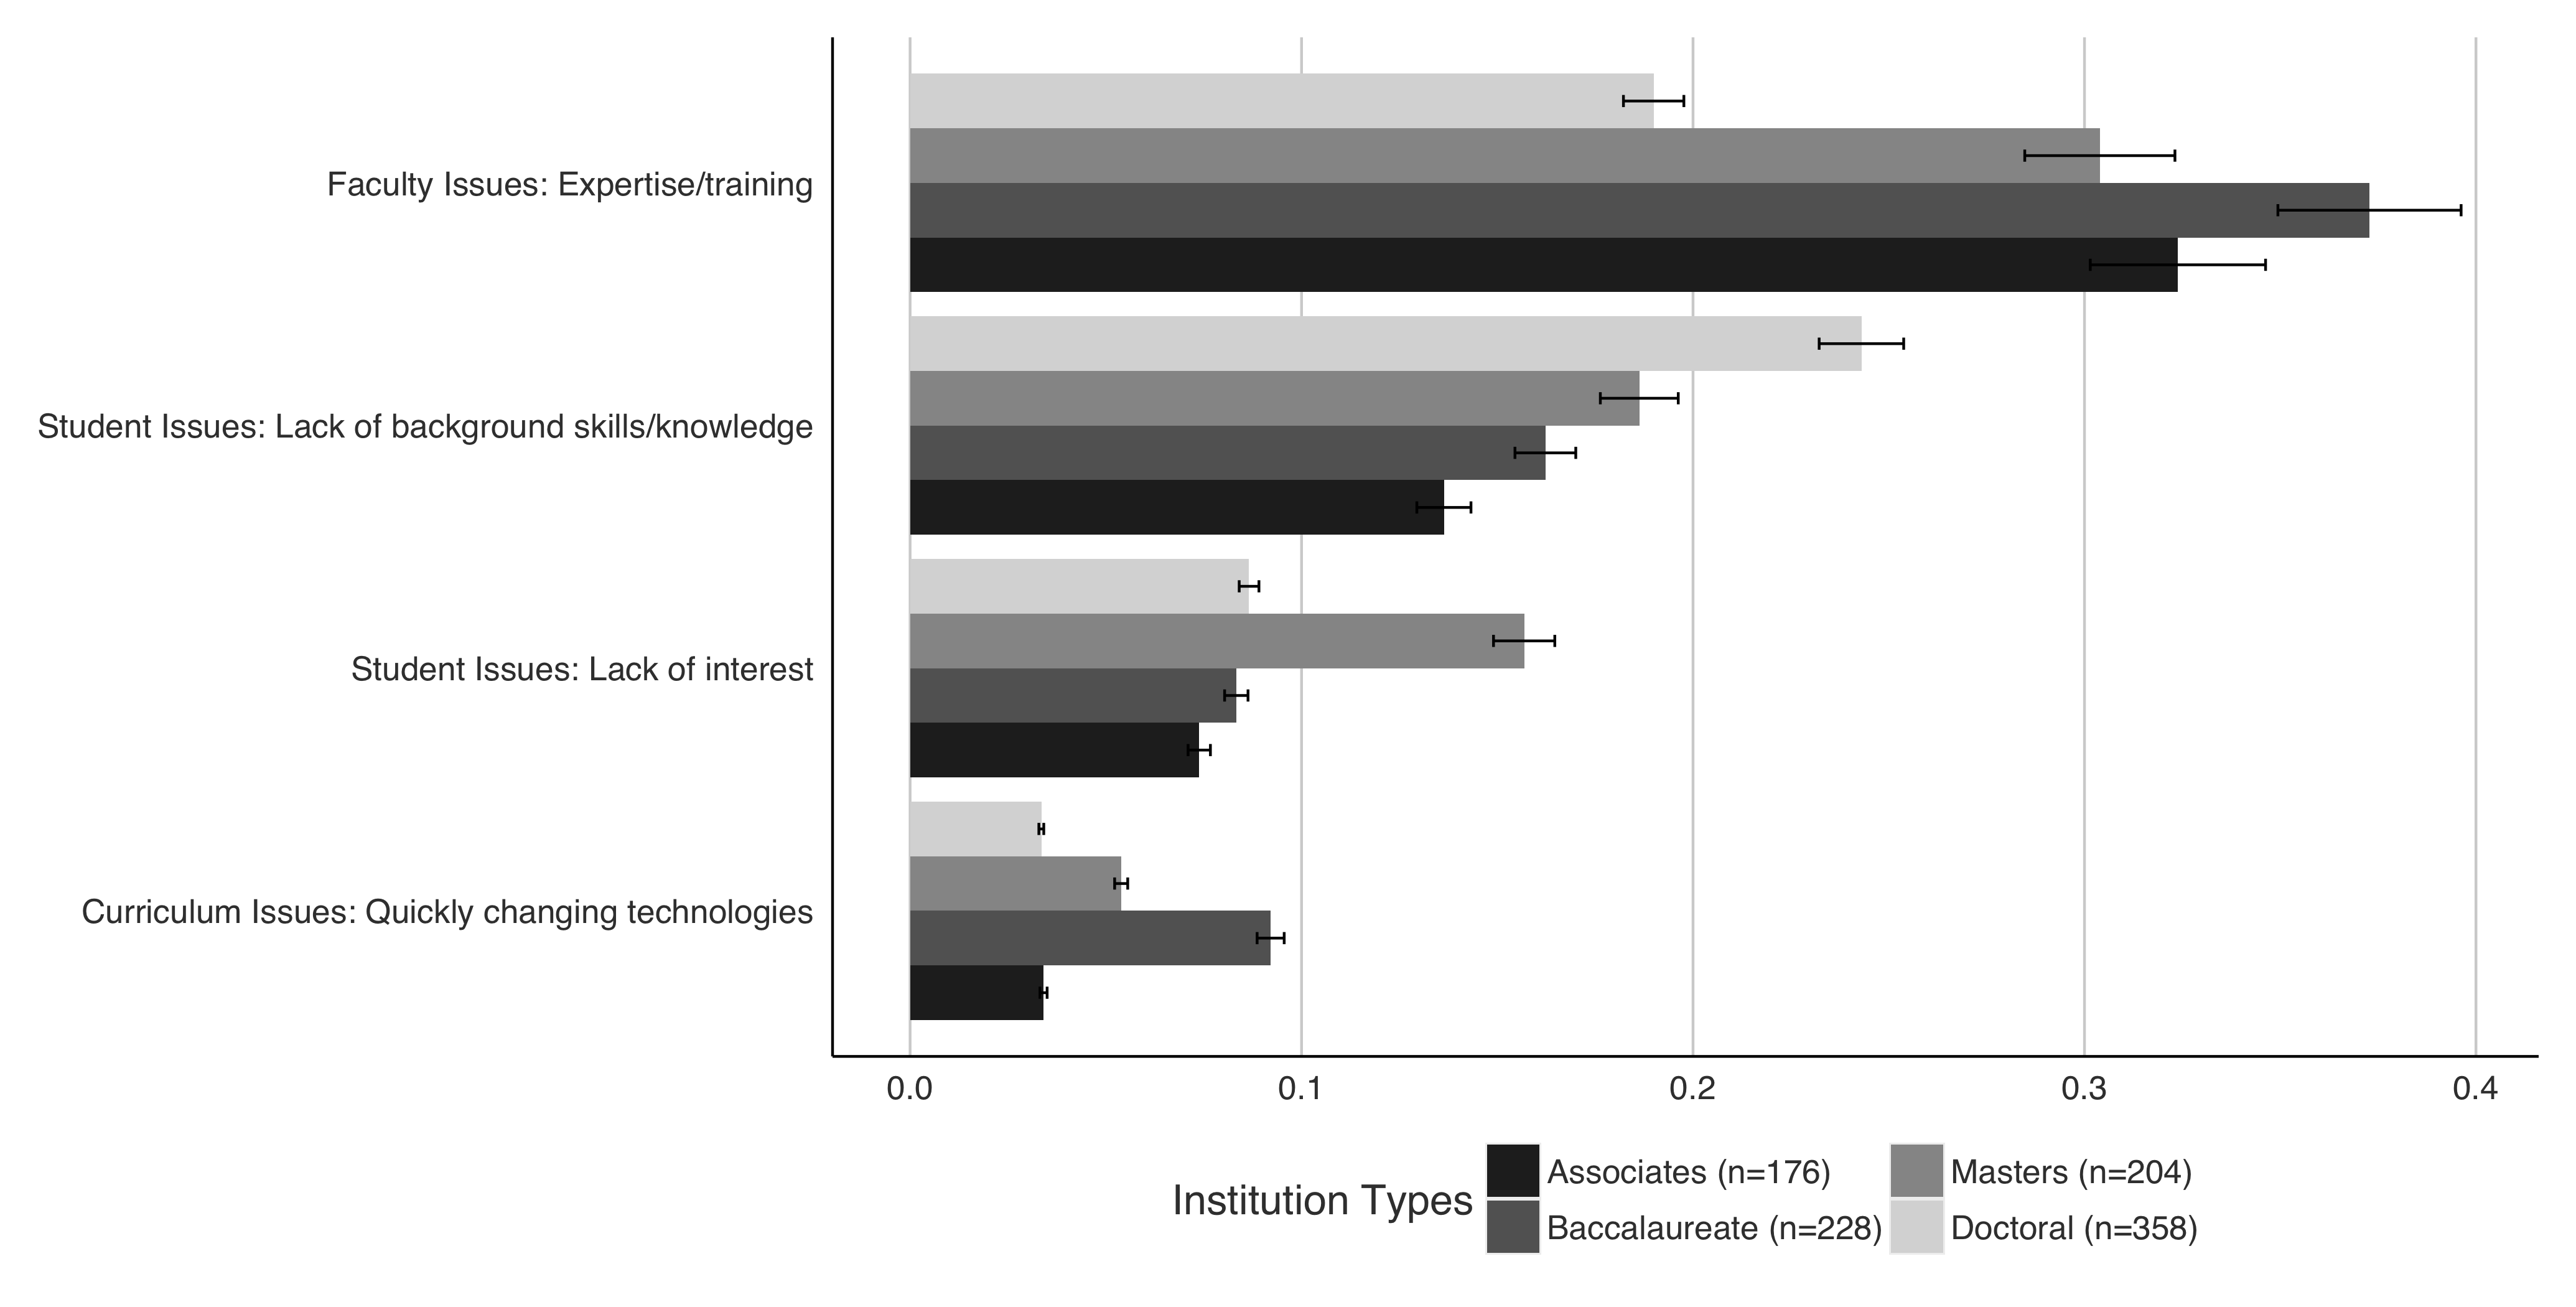 Faculty Issues: Expertise/training
Student Issues: Lack of background skills/knowledge
Student Issues: Lack of interest
Curriculum Issues: Quickly changing technologies
0.0 0.1 0.2 0.3 0.4
Institution Types
Associates (n=176) Masters (n=204)
Baccalaureate (n=228) Doctoral (n=358)